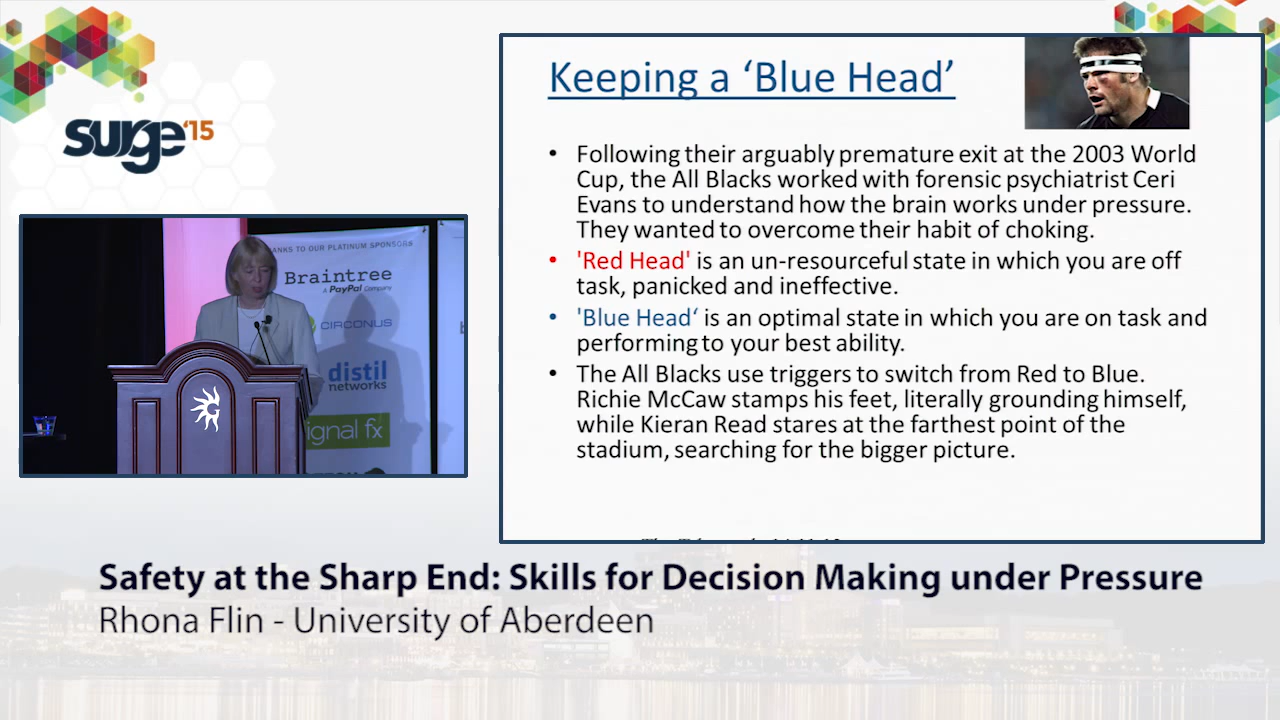 surge '15
Keeping a ‘Blue Head’
• Following their arguably premature exit at the 2003 World
Cup, the All Blacks worked with forensic psychiatrist Ceri
Evans to understand how the brain works under pressure.
They wanted to overcome their habit of choking.
• 'Red Head' is an un-resourceful state in which you are off
task, panicked and ineffective.
• 'Blue Head‘ is an optimal state in which you are on task and
performing to your best ability.
• The All Blacks use triggers to switch from Red to Blue.
Richie McCaw stamps his feet, literally grounding himself,
while Kieran Read stares at the farthest point of the
stadium, searching for the bigger picture.
TO OUR PLATINUM SPONSORS
Braintree
A PayPal Company
CIRCONUS
distil
networks
ignal fx
Safety at the Sharp End: Skills for Decision Making under Pressure
Rhona Flin - University of Aberdeen